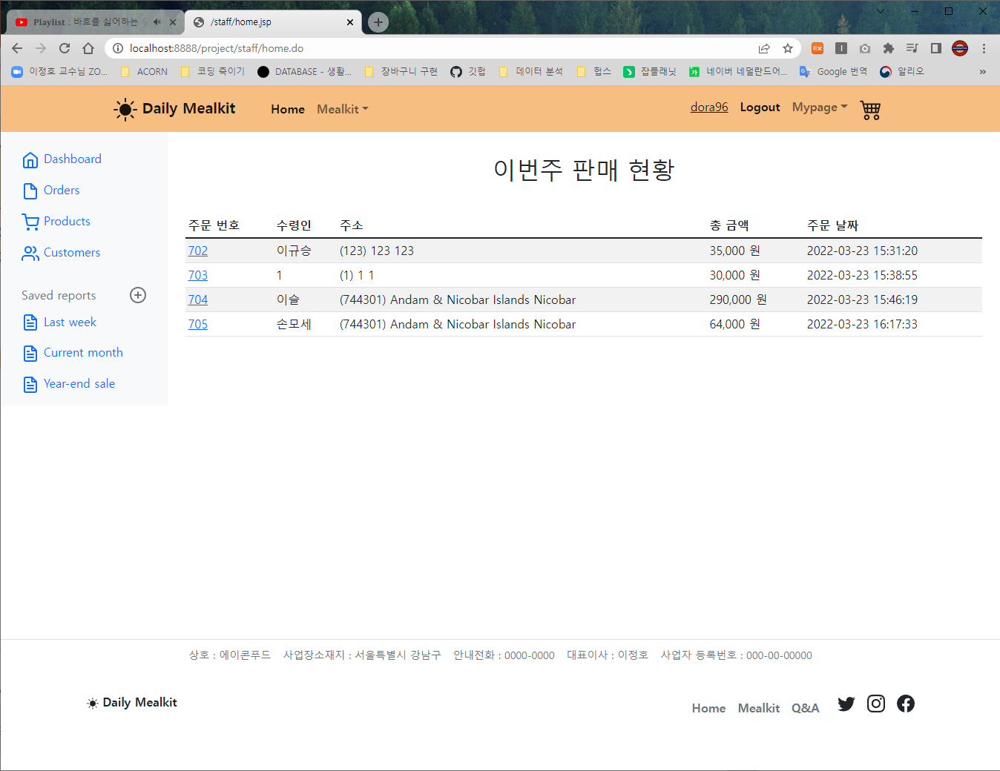 Playlist : 바흐를 싫어하는
/staff/home.jsp
localhost:8888/project/staff/home.do
이정호 교수님 ZO...
ACORN
코딩 죽이기
DATABASE - 생활...
장바구니 구현
깃헙
데이터 분석
헙스
잡플래닛
네이버 네덜란드어...
Google 번역
알리오
»
Daily Mealkit
Home
Mealkit
dora96
Logout
Mypage
Dashboard
Orders
Products
Customers
Saved reports
Last week
Current month
Year-end sale
이번주 판매 현황
주문 번호 수령인 주소 총 금액 주문 날짜
702 이규승 (123) 123 123 35,000 원 2022-03-23 15:31:20
703 1 (1) 1 1 30,000 원 2022-03-23 15:38:55
704 이슬 (744301) Andam & Nicobar Islands Nicobar 290,000 원 2022-03-23 15:46:19
705 손모세 (744301) Andam & Nicobar Islands Nicobar 64,000 원 2022-03-23 16:17:33
상호 : 에이콘푸드 사업장소재지 : 서울특별시 강남구 안내전화 : 0000-0000 대표이사 : 이정호 사업자 등록번호 : 000-00-00000
Daily Mealkit
Home Mealkit Q&A